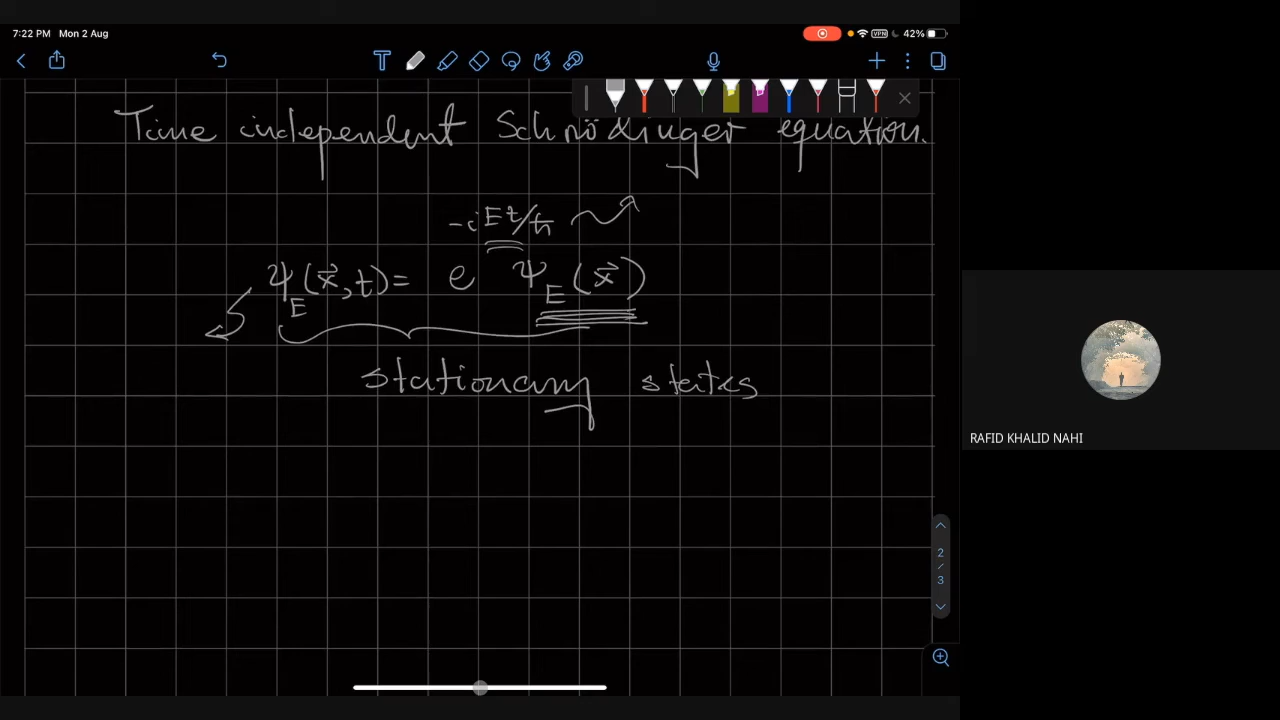 7:22 PM Mon 2 Aug
VPN 42%
Time independent Schrödinger equation.
-iEt/ħ
ψ_E(x⃗,t) = e ψ_E(x⃗)
stationary states
RAFID KHALID NAHI
2
/
3